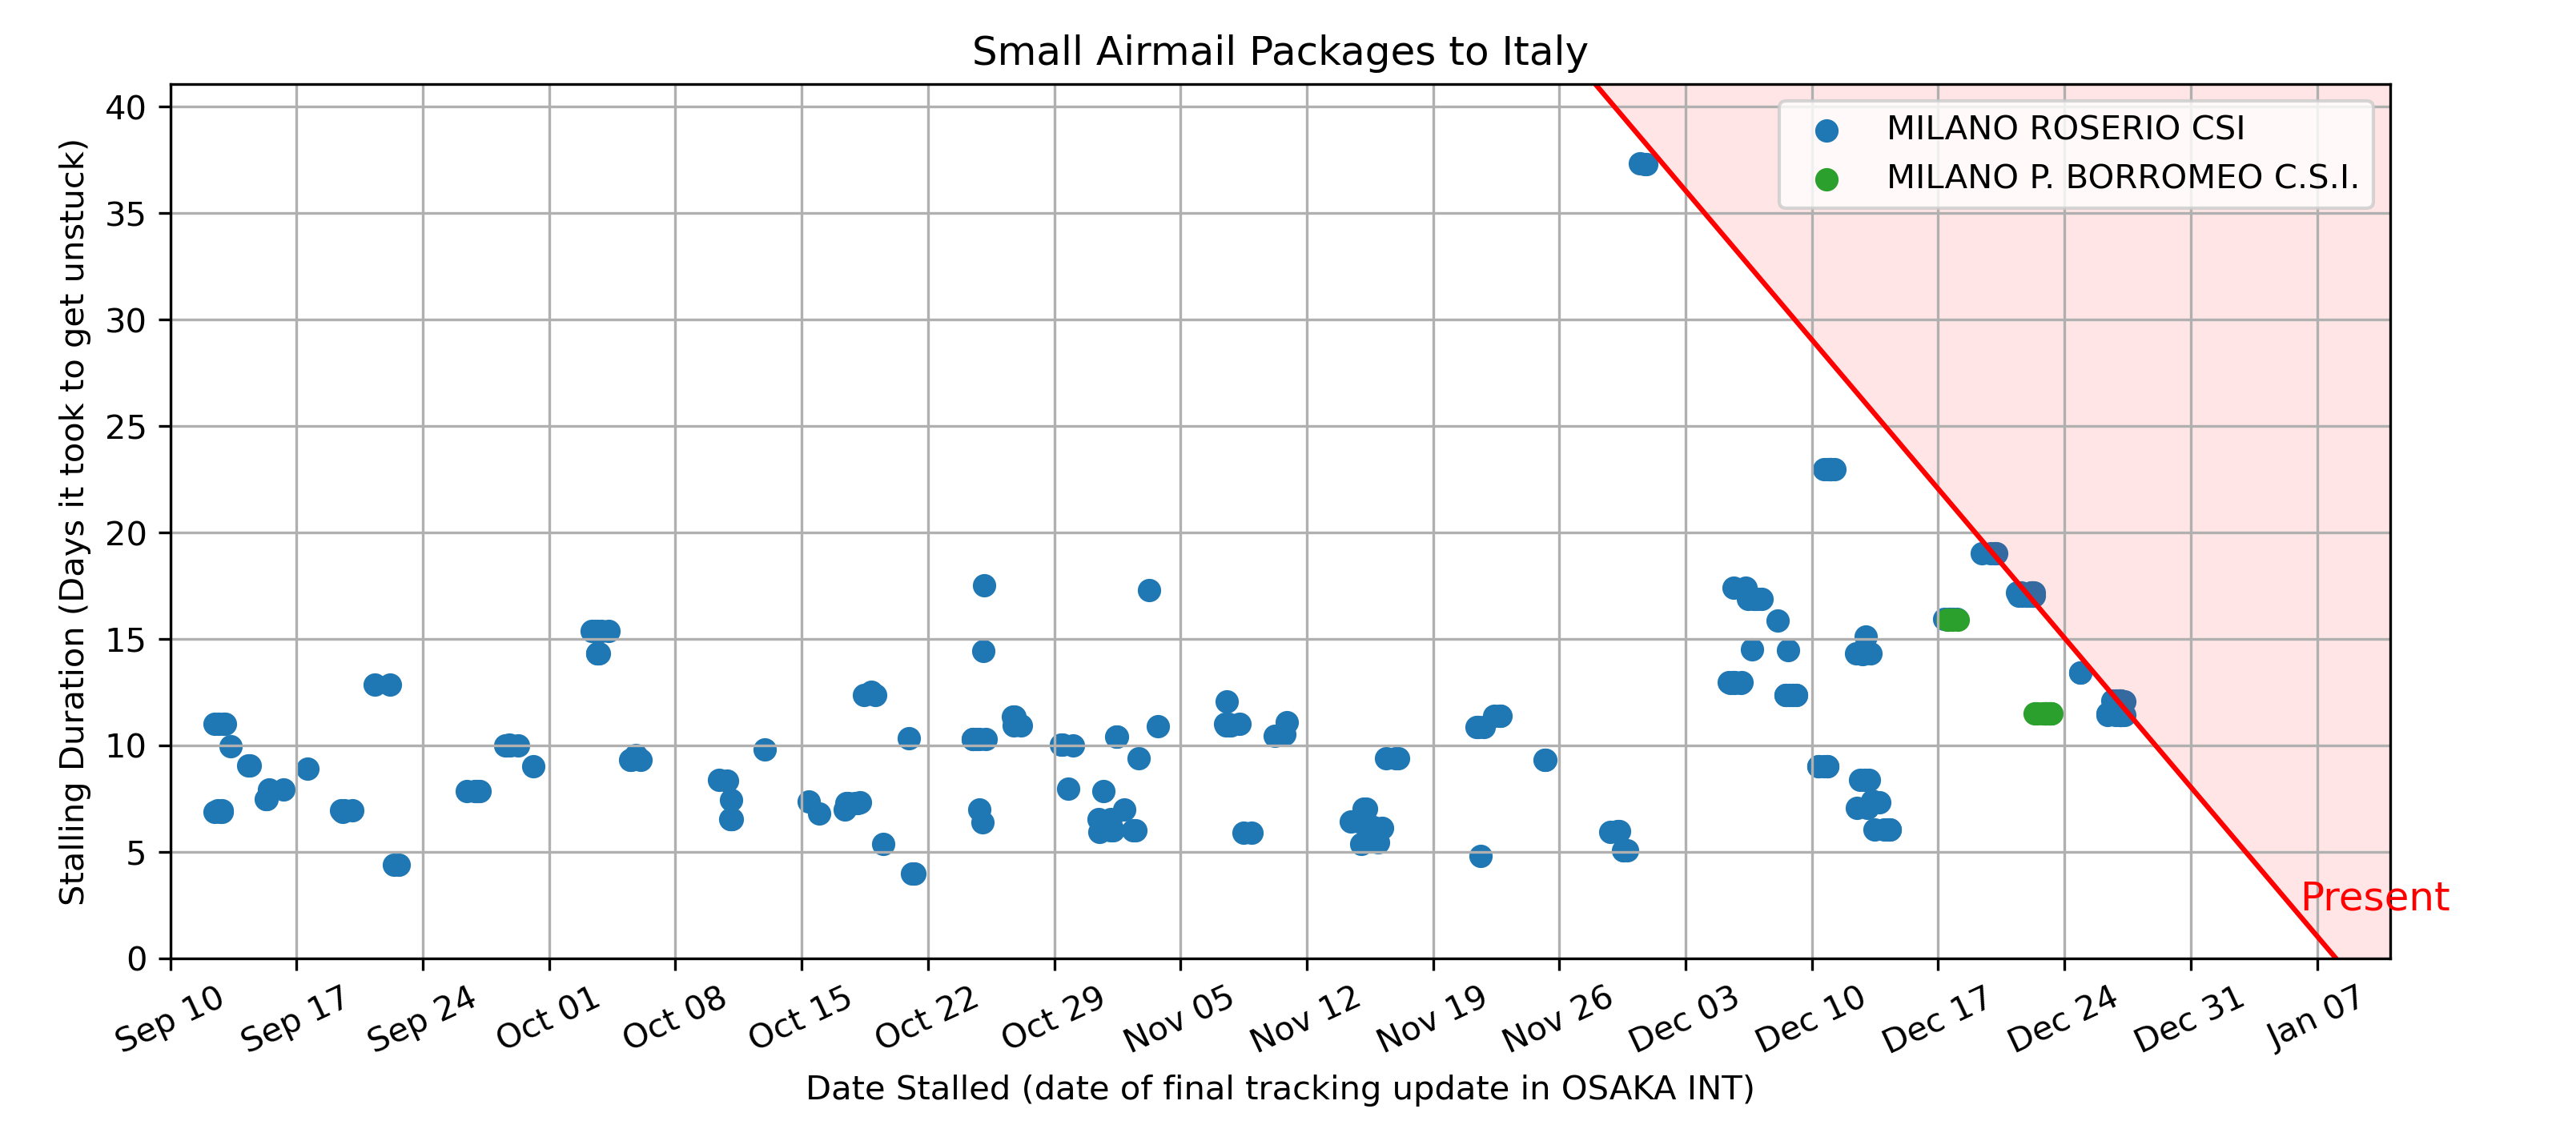 Small Airmail Packages to Italy
MILANO ROSERIO CSI
MILANO P. BORROMEO C.S.I.
Stalling Duration (Days it took to get unstuck)
40
35
30
25
20
15
10
5
0
Present
Sep 10
Sep 17
Sep 24
Oct 01
Oct 08
Oct 15
Oct 22
Oct 29
Nov 05
Nov 12
Nov 19
Nov 26
Dec 03
Dec 10
Dec 17
Dec 24
Dec 31
Jan 07
Date Stalled (date of final tracking update in OSAKA INT)